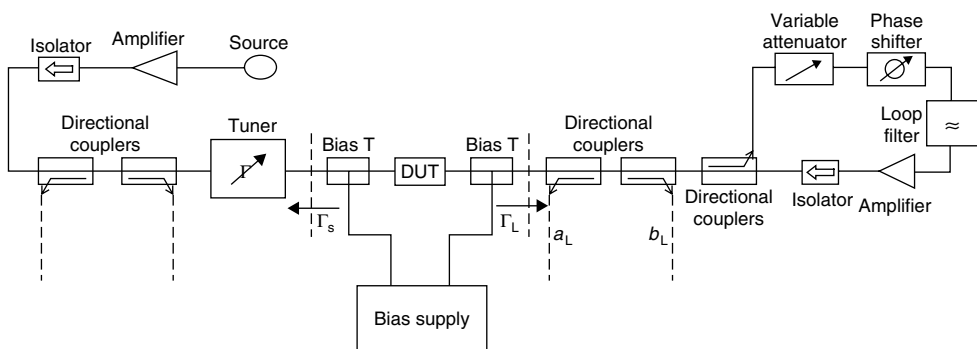 Isolator
Amplifier
Source
Variable
attenuator
Phase
shifter
Loop
filter
≈
Directional
couplers
Tuner
Γ
Bias T
DUT
Bias T
Directional
couplers
Γs
ΓL
aL
bL
Directional
couplers
Isolator
Amplifier
Bias supply